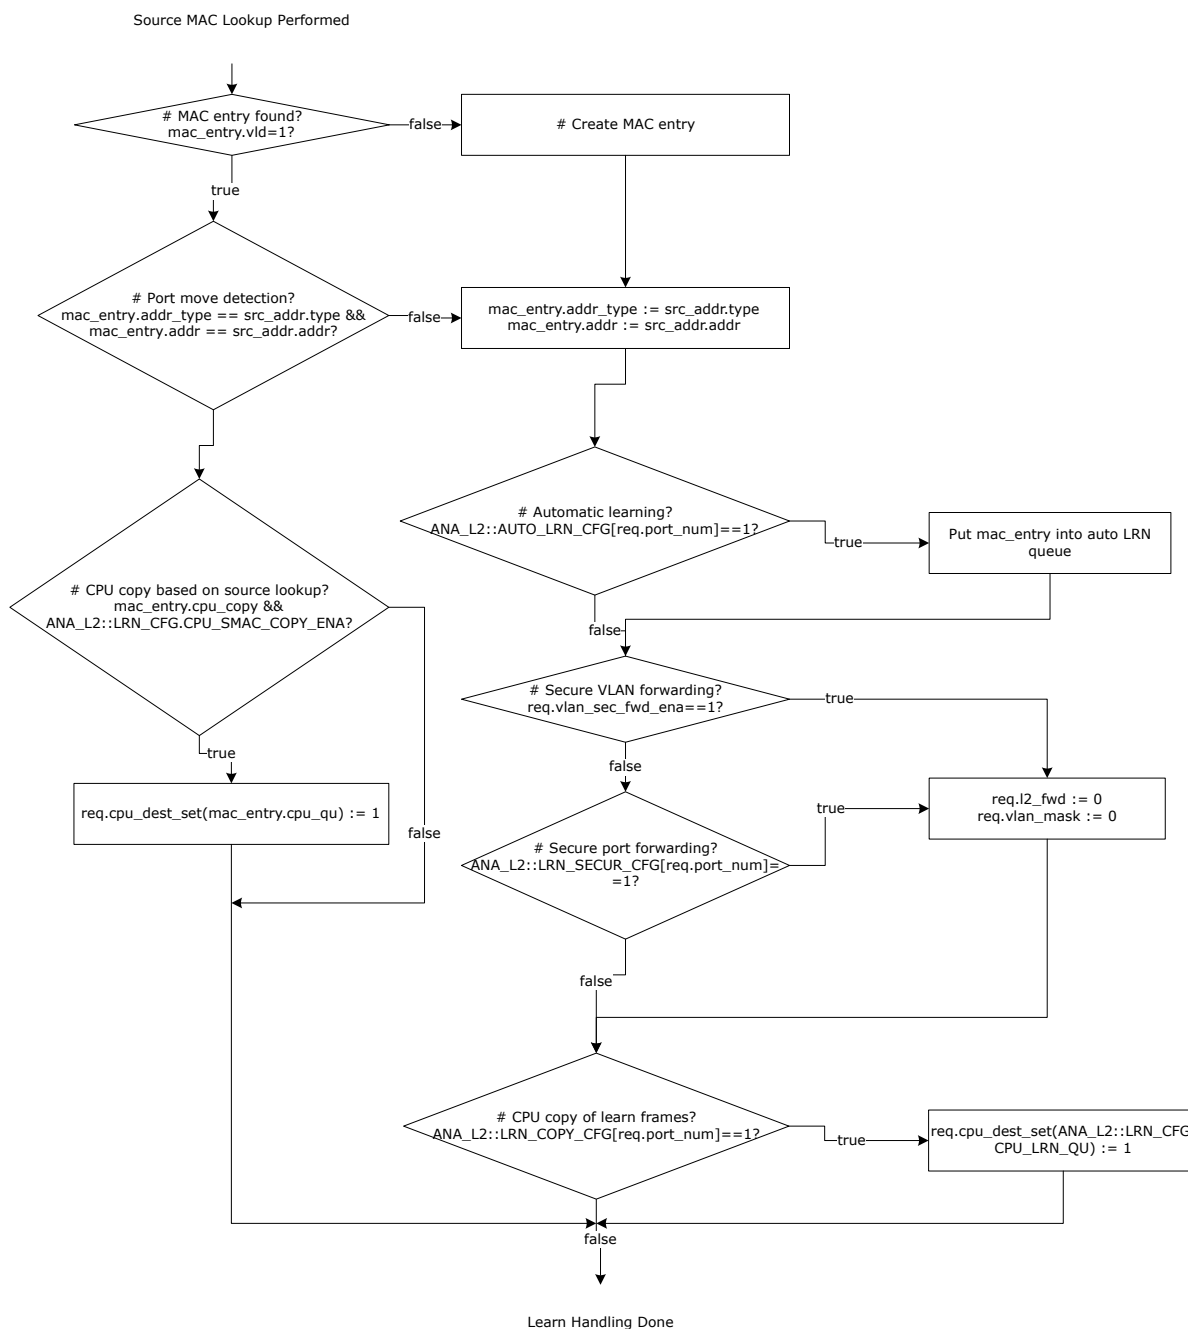 Source MAC Lookup Performed
# MAC entry found?
mac_entry.vld=1?
false
# Create MAC entry
true
# Port move detection?
mac_entry.addr_type == src_addr.type &&
mac_entry.addr == src_addr.addr?
false
mac_entry.addr_type := src_addr.type
mac_entry.addr := src_addr.addr
# Automatic learning?
ANA_L2::AUTO_LRN_CFG[req.port_num]==1?
true
Put mac_entry into auto LRN
queue
# CPU copy based on source lookup?
mac_entry.cpu_copy &&
ANA_L2::LRN_CFG.CPU_SMAC_COPY_ENA?
false
# Secure VLAN forwarding?
req.vlan_sec_fwd_ena==1?
true
true
false
req.cpu_dest_set(mac_entry.cpu_qu) := 1
false
req.l2_fwd := 0
req.vlan_mask := 0
true
# Secure port forwarding?
ANA_L2::LRN_SECUR_CFG[req.port_num]=
=1?
false
# CPU copy of learn frames?
ANA_L2::LRN_COPY_CFG[req.port_num]==1?
true
req.cpu_dest_set(ANA_L2::LRN_CFG
CPU_LRN_QU) := 1
false
Learn Handling Done